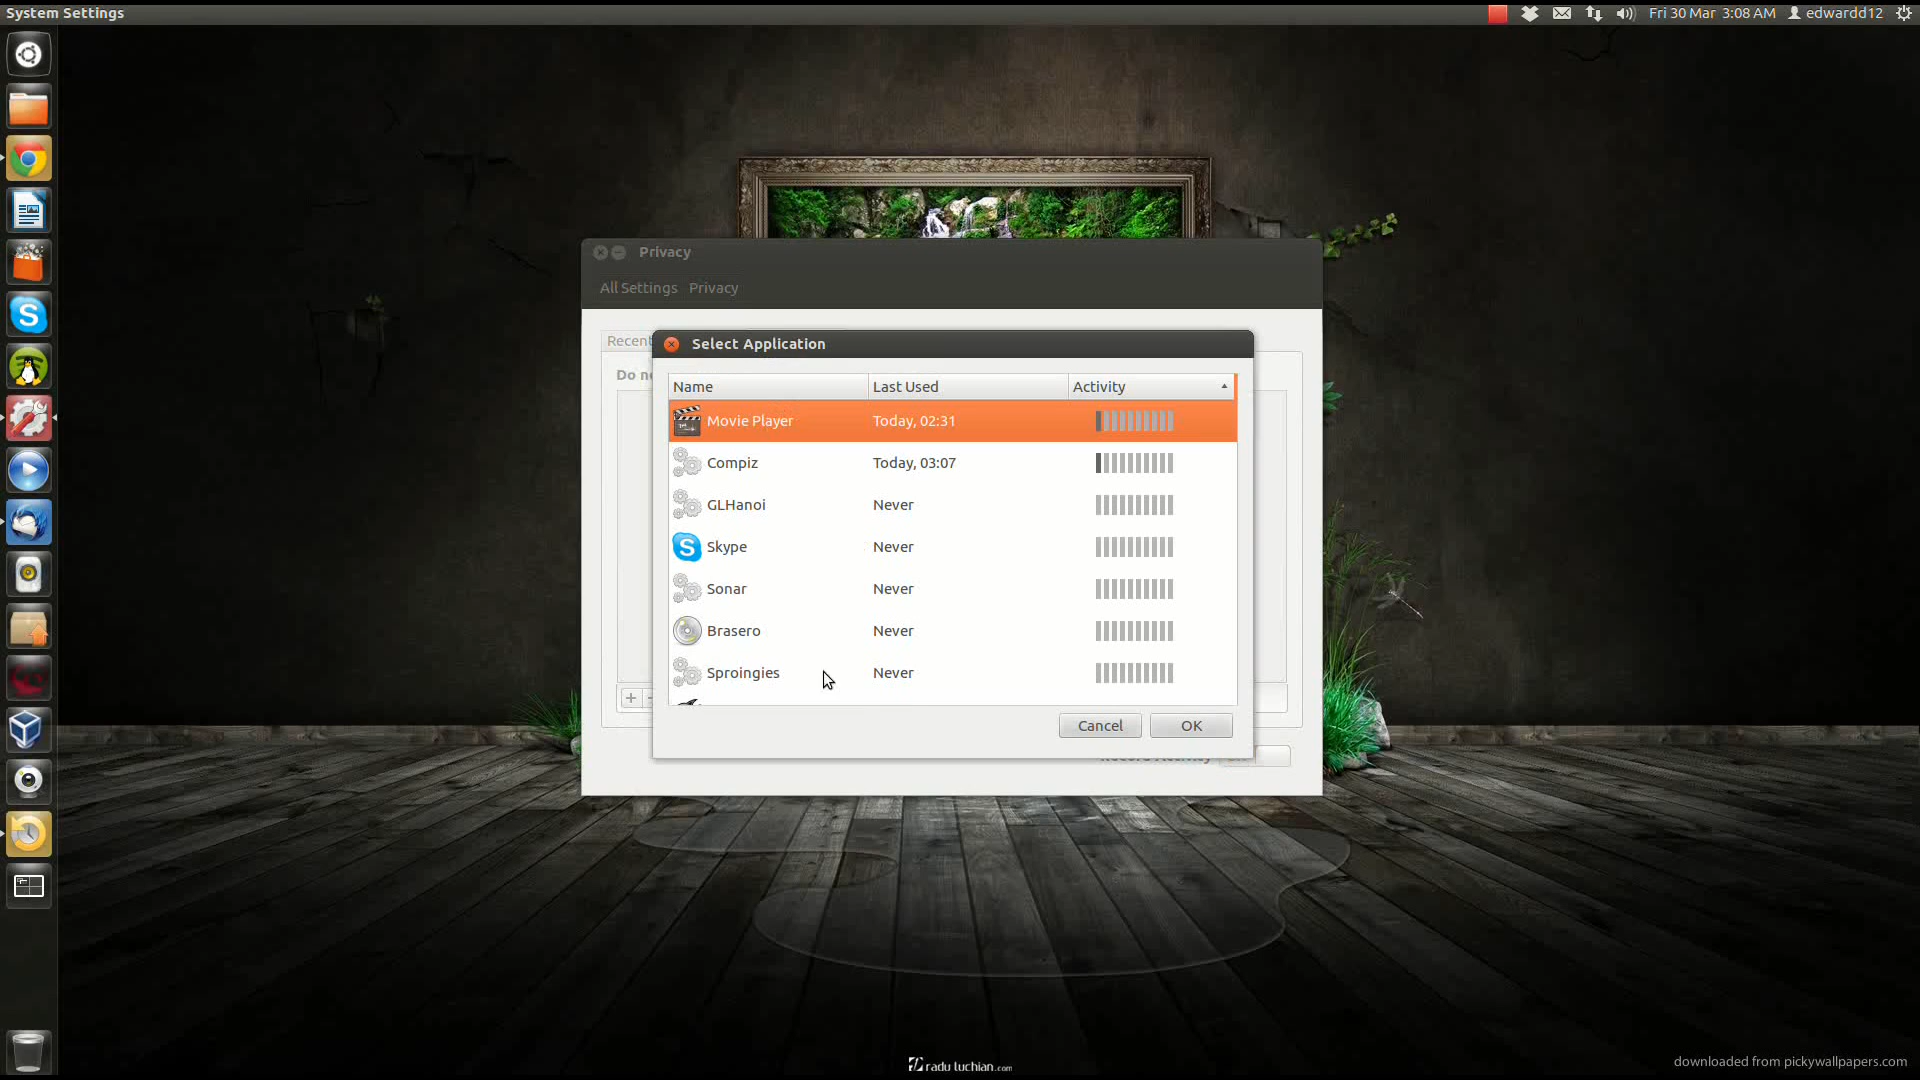 System Settings
Fri 30 Mar 3:08 AM edwardd12
Privacy
All Settings Privacy
Recent
Select Application
Name Last Used Activity
Movie Player Today, 02:31
Compiz Today, 03:07
GLHanoi Never
Skype Never
Sonar Never
Brasero Never
Sproingies Never
Cancel OK
radu luchian.com
downloaded from pickywallpapers.com